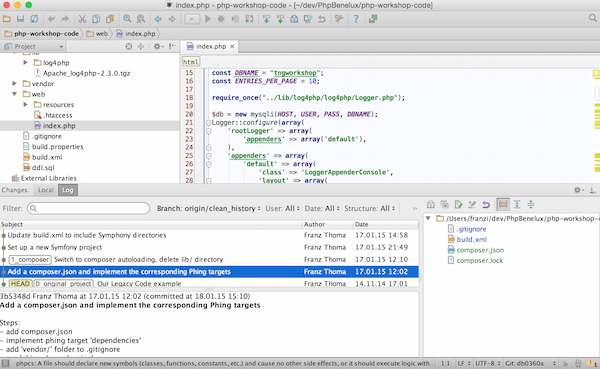 index.php - php-workshop-code - [~/dev/PhpBenelux/php-workshop-code]
php-workshop-code web index.php
Project
index.php
log4php
Apache_log4php-2.3.0.tgz
vendor
web
resources
.htaccess
index.php
.gitignore
build.properties
build.xml
ddl.sql
External Libraries
html
15 const DBNAME = "tngworkshop";
16 const ENTRIES_PER_PAGE = 10;
17
18 require_once("../lib/log4php/log4php/Logger.php");
19
20 $db = new mysqli(HOST, USER, PASS, DBNAME);
21 Logger::configure(array(
22 'rootLogger' => array(
23 'appenders' => array('default'),
24 ),
25 'appenders' => array(
26 'default' => array(
27 'class' => 'LoggerAppenderConsole',
28 'layout' => array(
Changes: Local Log
Filter: Branch: origin/clean_history User: All Date: All Structure: All
Subject Author Date
Update build.xml to include Symphony directories Franz Thoma 17.01.15 14:58
Set up a new Symfony project Franz Thoma 17.01.15 21:49
1_composer Switch to composer autoloading, delete lib/ directory Franz Thoma 17.01.15 12:10
Add a composer.json and implement the corresponding Phing targets Franz Thoma 17.01.15 12:02
HEAD 0_original_project Our Legacy Code example Franz Thoma 14.11.14 17:01
3b5348d Franz Thoma at 17.01.15 12:02 (committed at 18.01.15 15:10)
Add a composer.json and implement the corresponding Phing targets
Steps:
- add composer.json
- implement phing target 'dependencies'
- add 'vendor/' folder to .gitignore
/Users/franzi/dev/PhpBenelux/php-workshop-co
.gitignore
build.xml
composer.json
composer.lock
phpcs: A file should declare new symbols (classes, functions, constants, etc.) and cause no other side effects, or it should execute logic with ... 1:1 LF UTF-8 Git: db0360a